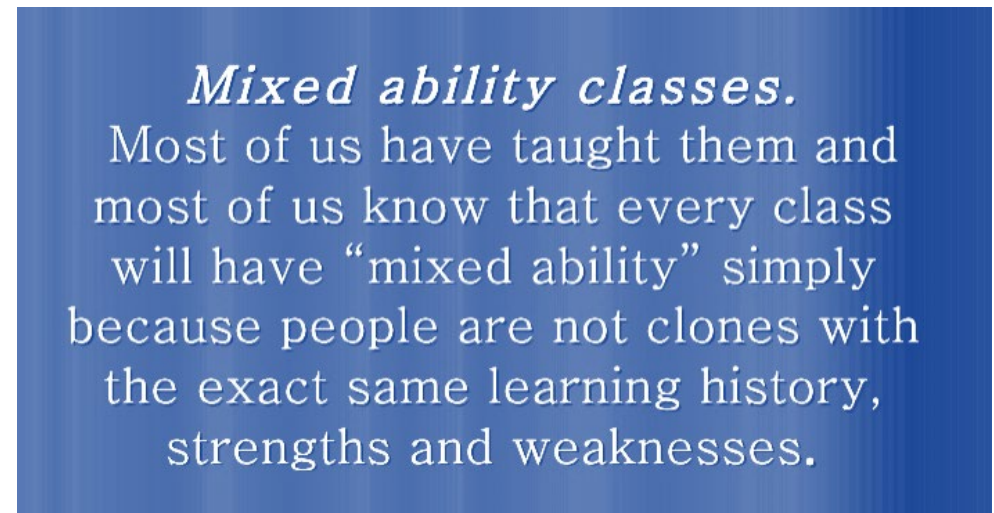 Mixed ability classes.
Most of us have taught them and
most of us know that every class
will have “mixed ability” simply
because people are not clones with
the exact same learning history,
strengths and weaknesses.